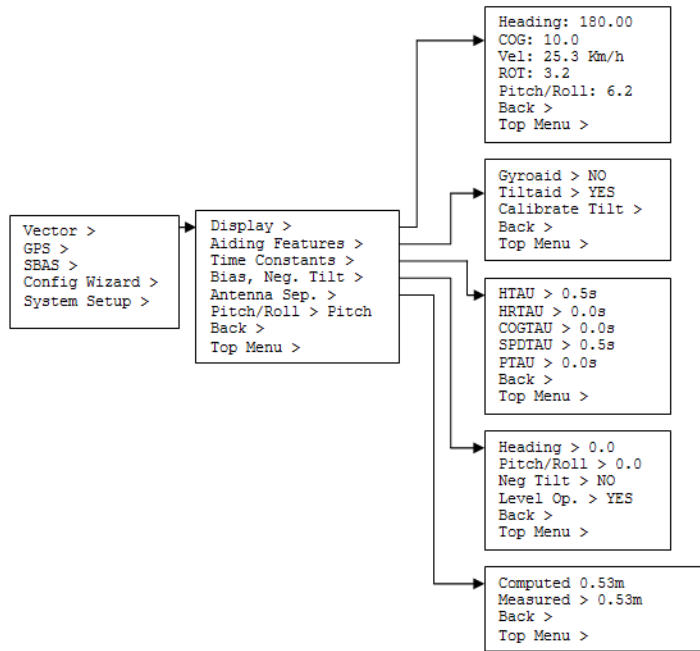 Vector >
GPS >
SBAS >
Config Wizard >
System Setup >
Display >
Aiding Features >
Time Constants >
Bias, Neg. Tilt >
Antenna Sep. >
Pitch/Roll > Pitch
Back >
Top Menu >
Heading: 180.00
COG: 10.0
Vel: 25.3 Km/h
ROT: 3.2
Pitch/Roll: 6.2
Back >
Top Menu >
Gyroaid > NO
Tiltaid > YES
Calibrate Tilt >
Back >
Top Menu >
HTAU > 0.5s
HRTAU > 0.0s
COGTAU > 0.0s
SPDTAU > 0.5s
PTAU > 0.0s
Back >
Top Menu >
Heading > 0.0
Pitch/Roll > 0.0
Neg Tilt > NO
Level Op. > YES
Back >
Top Menu >
Computed 0.53m
Measured > 0.53m
Back >
Top Menu >